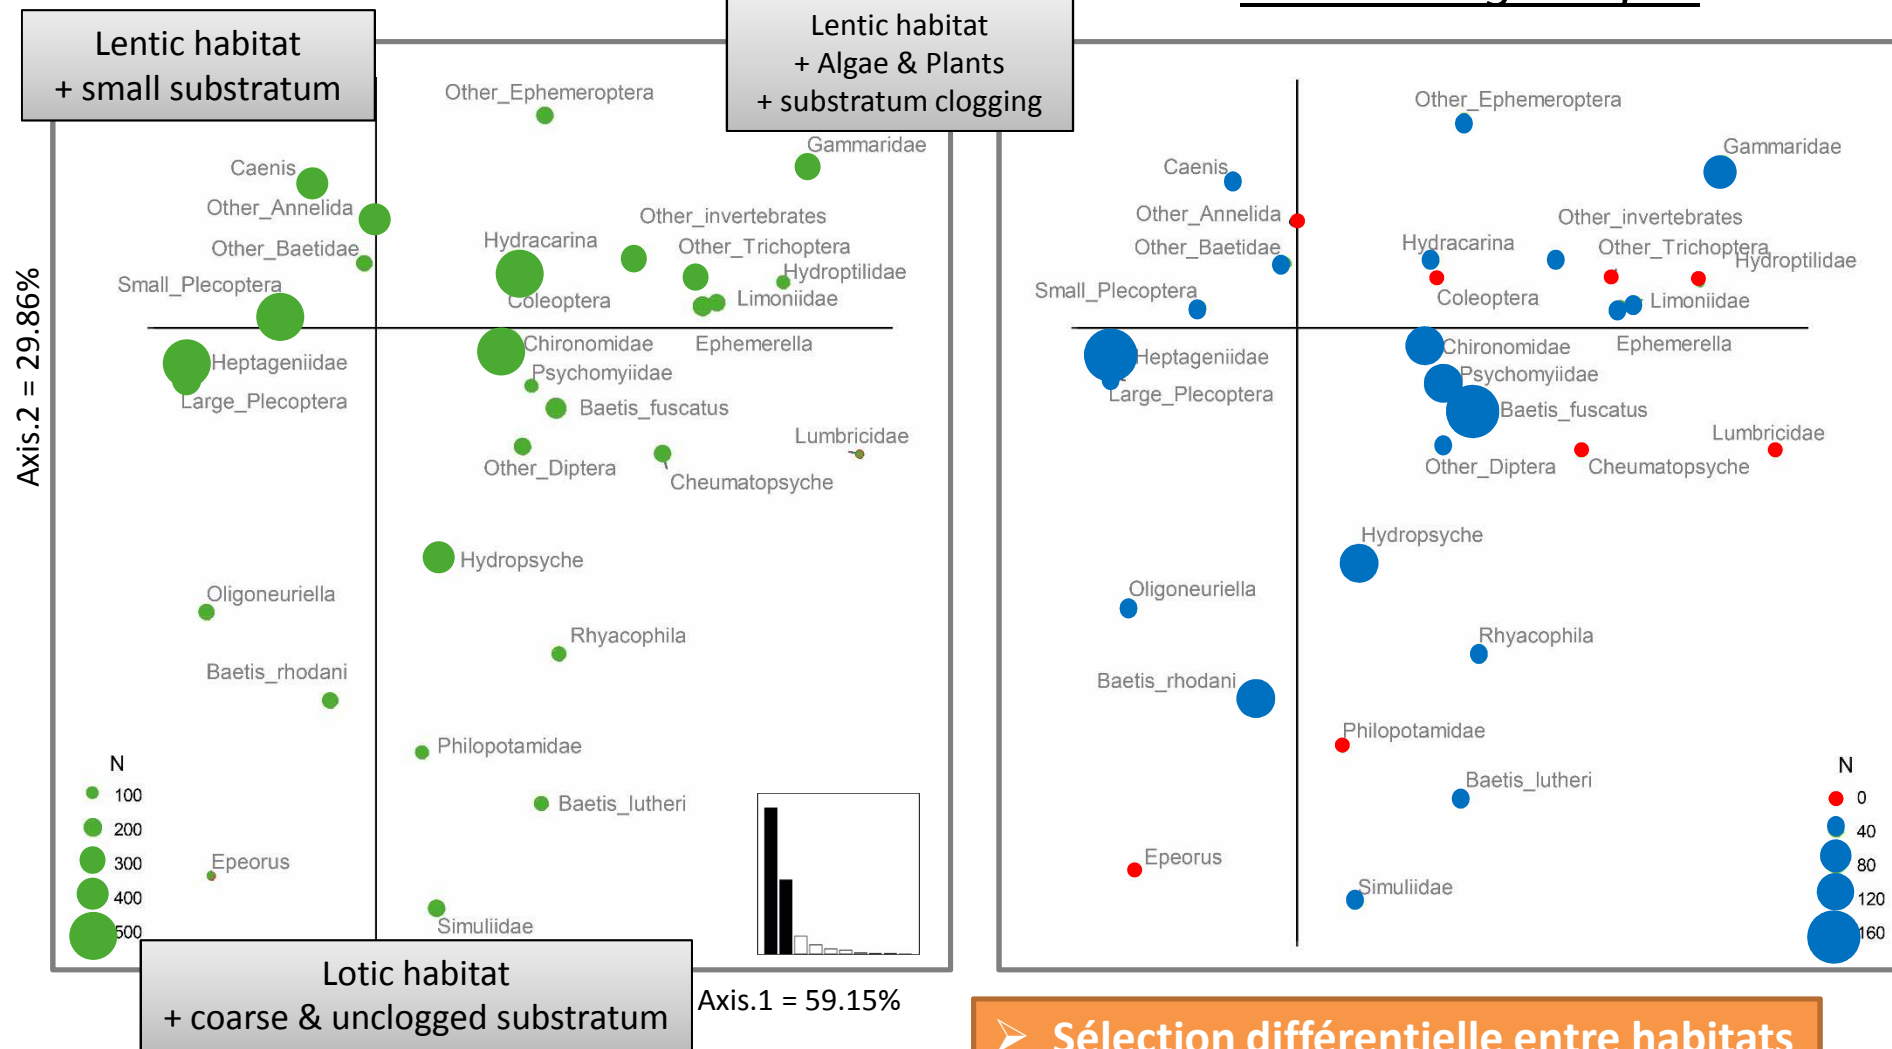 Lentic habitat
+ small substratum
Lentic habitat
+ Algae & Plants
+ substratum clogging
Axis.2 = 29.86%
Other_Ephemeroptera
Gammaridae
Caenis
Other_Annelida
Other_invertebrates
Other_Baetidae
Hydracarina
Other_Trichoptera
Small_Plecoptera
Hydroptilidae
Coleoptera
Limoniidae
Chironomidae
Ephemerella
Heptageniidae
Psychomyiidae
Large_Plecoptera
Baetis_fuscatus
Lumbricidae
Other_Diptera
Cheumatopsyche
Hydropsyche
Oligoneuriella
Rhyacophila
Baetis_rhodani
Philopotamidae
Baetis_lutheri
Epeorus
Simuliidae
N
100
200
300
400
500
Lotic habitat
+ coarse & unclogged substratum
Axis.1 = 59.15%
Other_Ephemeroptera
Gammaridae
Caenis
Other_Annelida
Other_invertebrates
Other_Baetidae
Hydracarina
Other_Trichoptera
Hydroptilidae
Small_Plecoptera
Coleoptera
Limoniidae
Chironomidae
Ephemerella
Heptageniidae
Psychomyiidae
Large_Plecoptera
Baetis_fuscatus
Lumbricidae
Other_Diptera
Cheumatopsyche
Hydropsyche
Oligoneuriella
Rhyacophila
Baetis_rhodani
Philopotamidae
Baetis_lutheri
Epeorus
Simuliidae
N
0
40
80
120
160
➢ Sélection différentielle entre habitats